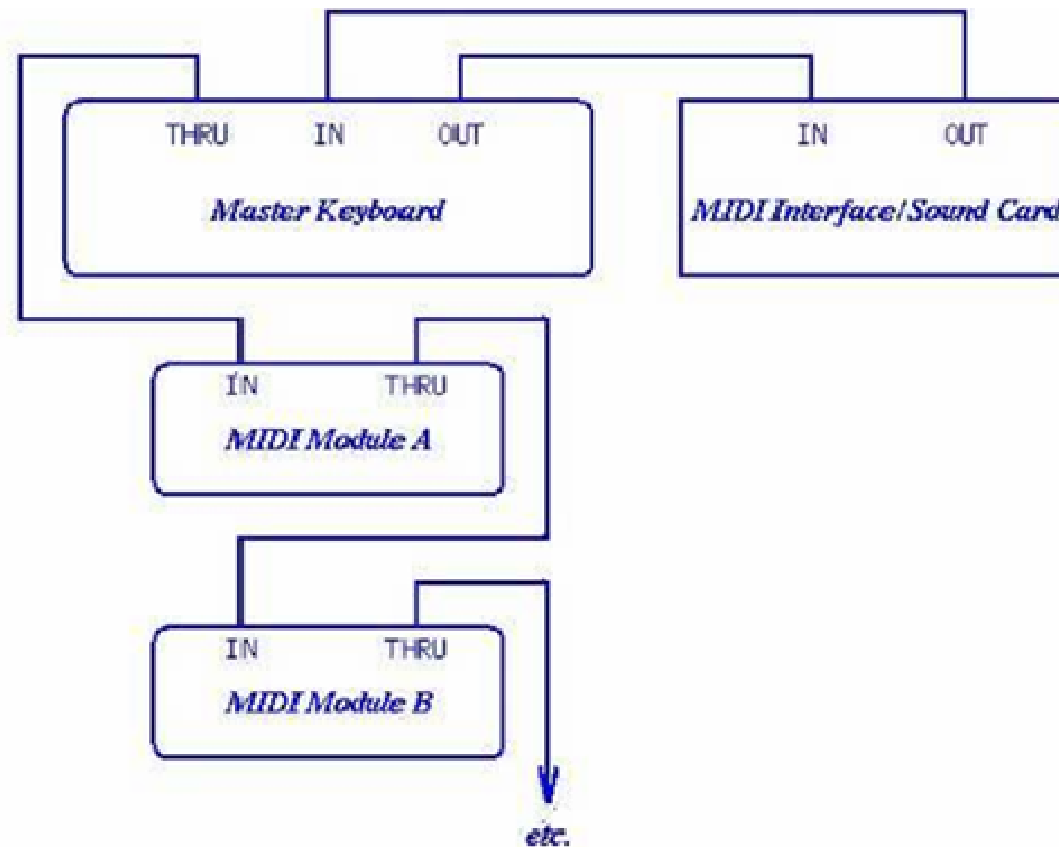 THRU IN OUT
Master Keyboard
IN OUT
MIDI Interface/Sound Card
IN THRU
MIDI Module A
IN THRU
MIDI Module B
etc.